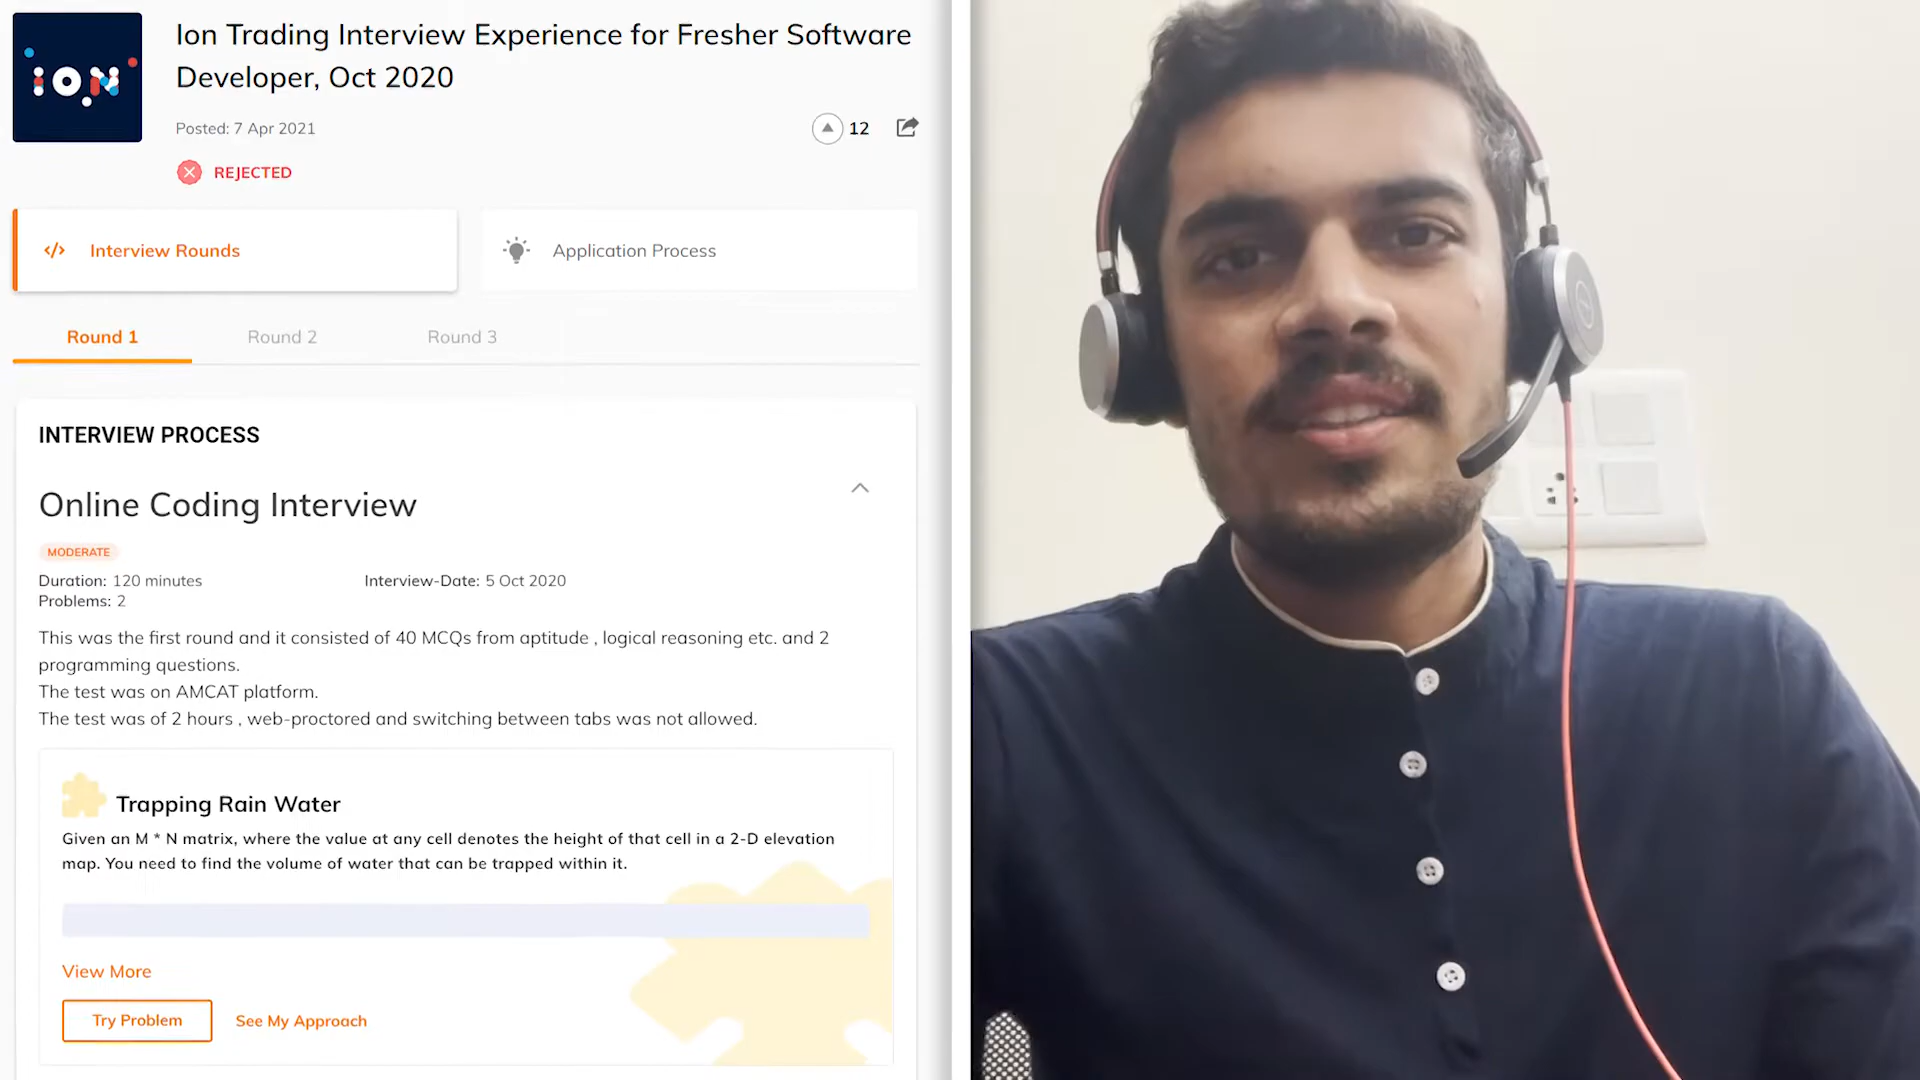 ION
Ion Trading Interview Experience for Fresher Software
Developer, Oct 2020
Posted: 7 Apr 2021
12
REJECTED
</> Interview Rounds
Application Process
Round 1
Round 2
Round 3
INTERVIEW PROCESS
Online Coding Interview
MODERATE
Duration: 120 minutes
Interview-Date: 5 Oct 2020
Problems: 2
This was the first round and it consisted of 40 MCQs from aptitude , logical reasoning etc. and 2
programming questions.
The test was on AMCAT platform.
The test was of 2 hours , web-proctored and switching between tabs was not allowed.
Trapping Rain Water
Given an M * N matrix, where the value at any cell denotes the height of that cell in a 2-D elevation
map. You need to find the volume of water that can be trapped within it.
View More
Try Problem
See My Approach